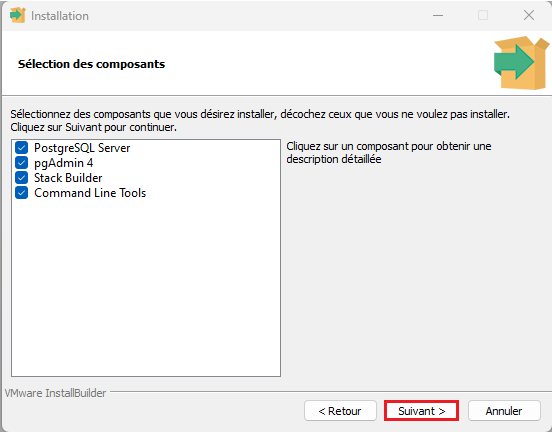 Installation
Sélection des composants
Sélectionnez des composants que vous désirez installer, décochez ceux que vous ne voulez pas installer.
Cliquez sur Suivant pour continuer.
PostgreSQL Server
pgAdmin 4
Stack Builder
Command Line Tools
Cliquez sur un composant pour obtenir une
description détaillée
VMware InstallBuilder
< Retour
Suivant >
Annuler